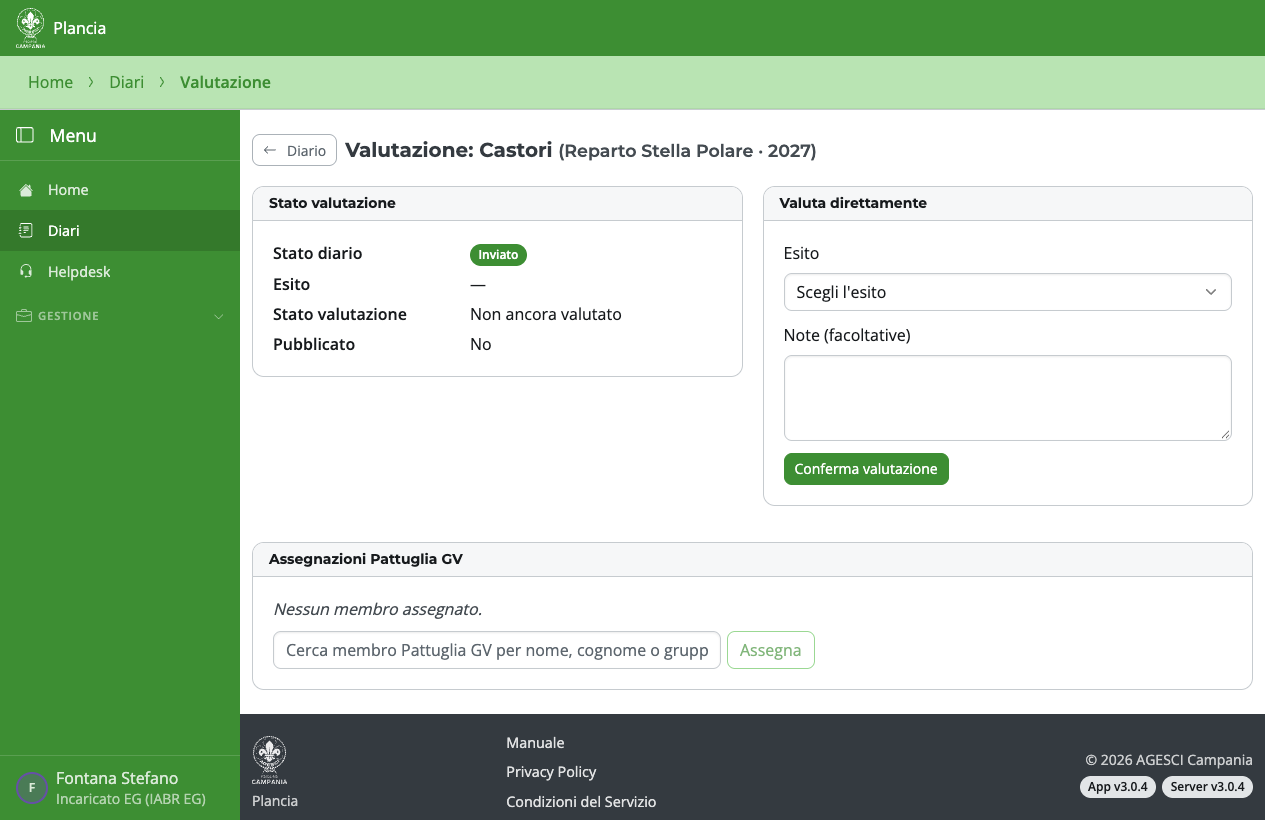 CAMPANIA
Plancia
Home
Diari
Valutazione
Menu
Home
Diari
Helpdesk
GESTIONE
F
Fontana Stefano
Incaricato EG (IABR EG)
← Diario
Valutazione: Castori (Reparto Stella Polare · 2027)
Stato valutazione
Stato diario Inviato
Esito —
Stato valutazione Non ancora valutato
Pubblicato No
Valuta direttamente
Esito
Scegli l'esito
Note (facoltative)
Conferma valutazione
Assegnazioni Pattuglia GV
Nessun membro assegnato.
Cerca membro Pattuglia GV per nome, cognome o grupp
Assegna
CAMPANIA
Plancia
Manuale
Privacy Policy
Condizioni del Servizio
© 2026 AGESCI Campania
App v3.0.4 Server v3.0.4